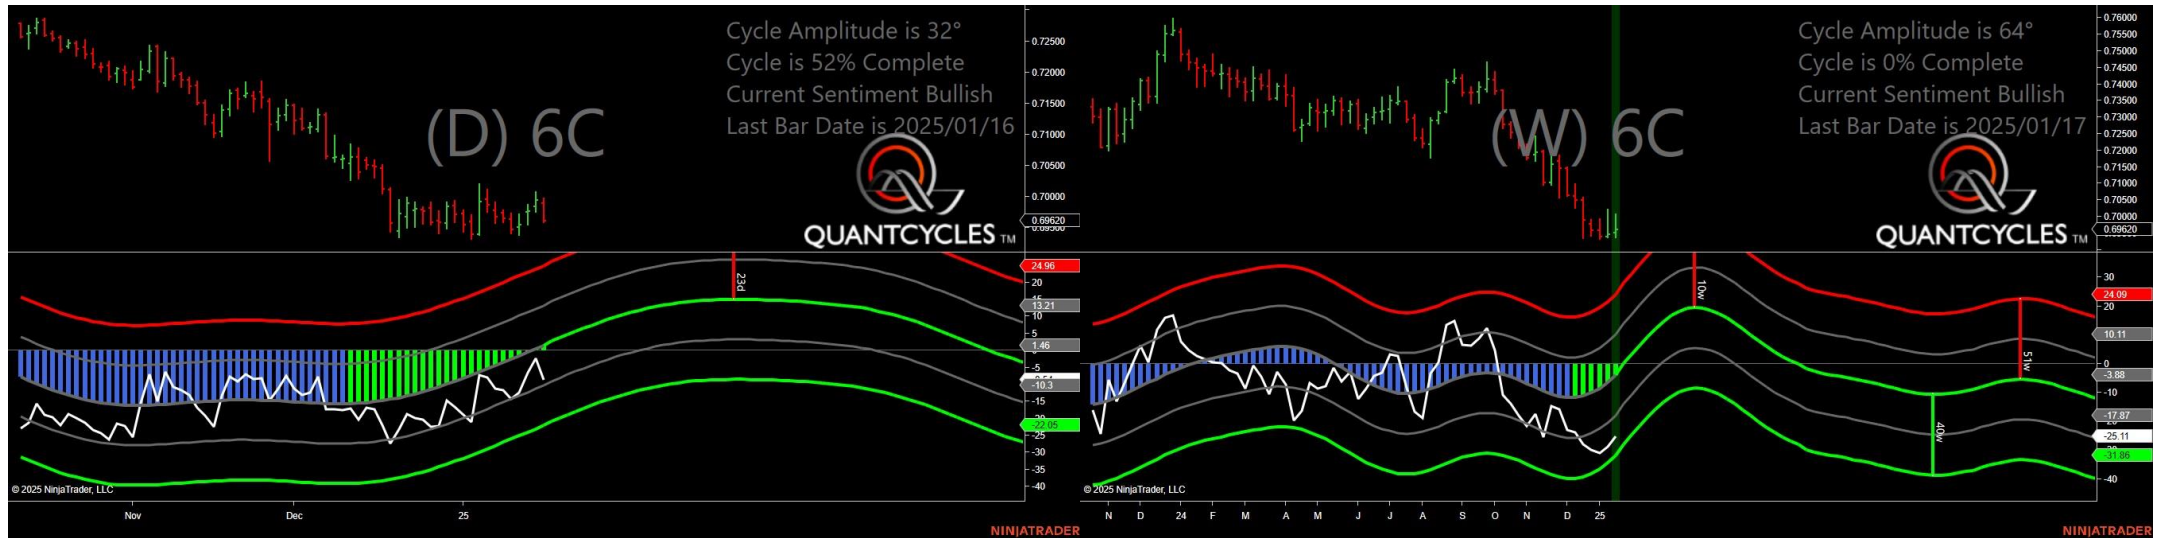 Cycle Amplitude is 32°
Cycle is 52% Complete
Current Sentiment Bullish
Last Bar Date is 2025/01/16
(D) 6C
QUANTCYCLES TM
0.72500
0.72000
0.71500
0.71000
0.70500
0.70000
0.69620
23d
24.96
20
13.21
10
5
1.46
-5
-10.3
-15
-22.05
-25
-30
-35
-40
© 2025 NinjaTrader, LLC
Nov Dec 25
NINJATRADER
Cycle Amplitude is 64°
Cycle is 0% Complete
Current Sentiment Bullish
Last Bar Date is 2025/01/17
(W) 6C
QUANTCYCLES TM
0.76000
0.75500
0.75000
0.74500
0.74000
0.73500
0.73000
0.72500
0.72000
0.71500
0.71000
0.70500
0.70000
0.69620
10w
51w
40w
30
24.09
20
10.11
0
-3.88
-10
-17.87
-25.11
-31.86
-40
© 2025 NinjaTrader, LLC
N D 24 F M A M J J A S O N D 25
NINJATRADER